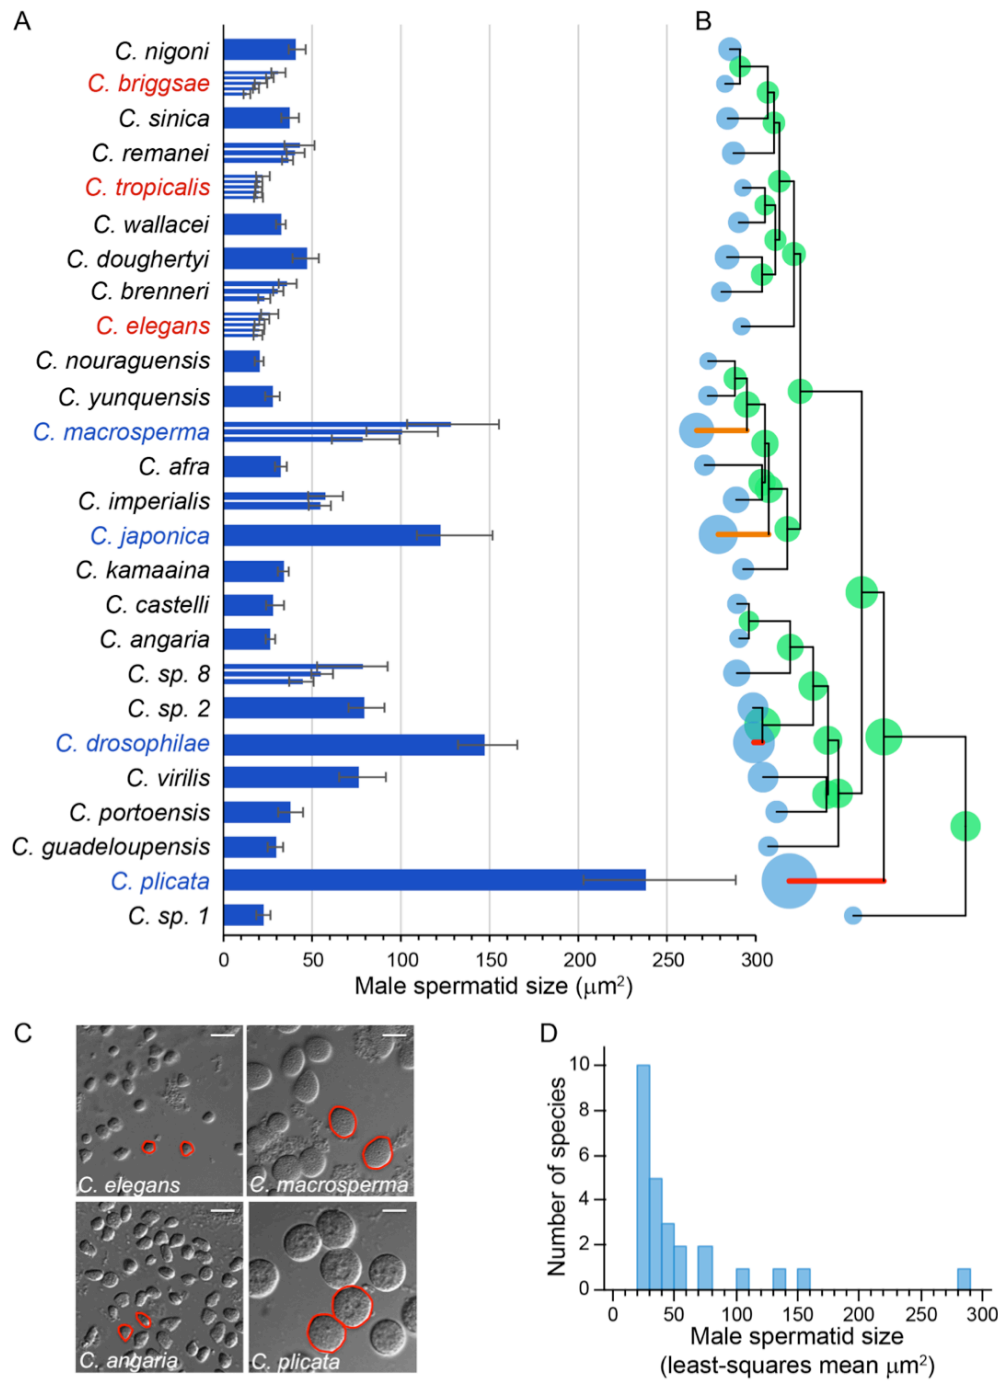 A
B
C. nigoni
C. briggsae
C. sinica
C. remanei
C. tropicalis
C. wallacei
C. doughertyi
C. brenneri
C. elegans
C. nouraguensis
C. yunquensis
C. macrosperma
C. afra
C. imperialis
C. japonica
C. kamaaina
C. castelli
C. angaria
C. sp. 8
C. sp. 2
C. drosophilae
C. virilis
C. portoensis
C. guadeloupensis
C. plicata
C. sp. 1
0 50 100 150 200 250 300
Male spermatid size (μm²)
C
C. elegans
C. macrosperma
C. angaria
C. plicata
D
Number of species
10
8
6
4
2
0
0 50 100 150 200 250 300
Male spermatid size
(least-squares mean μm²)